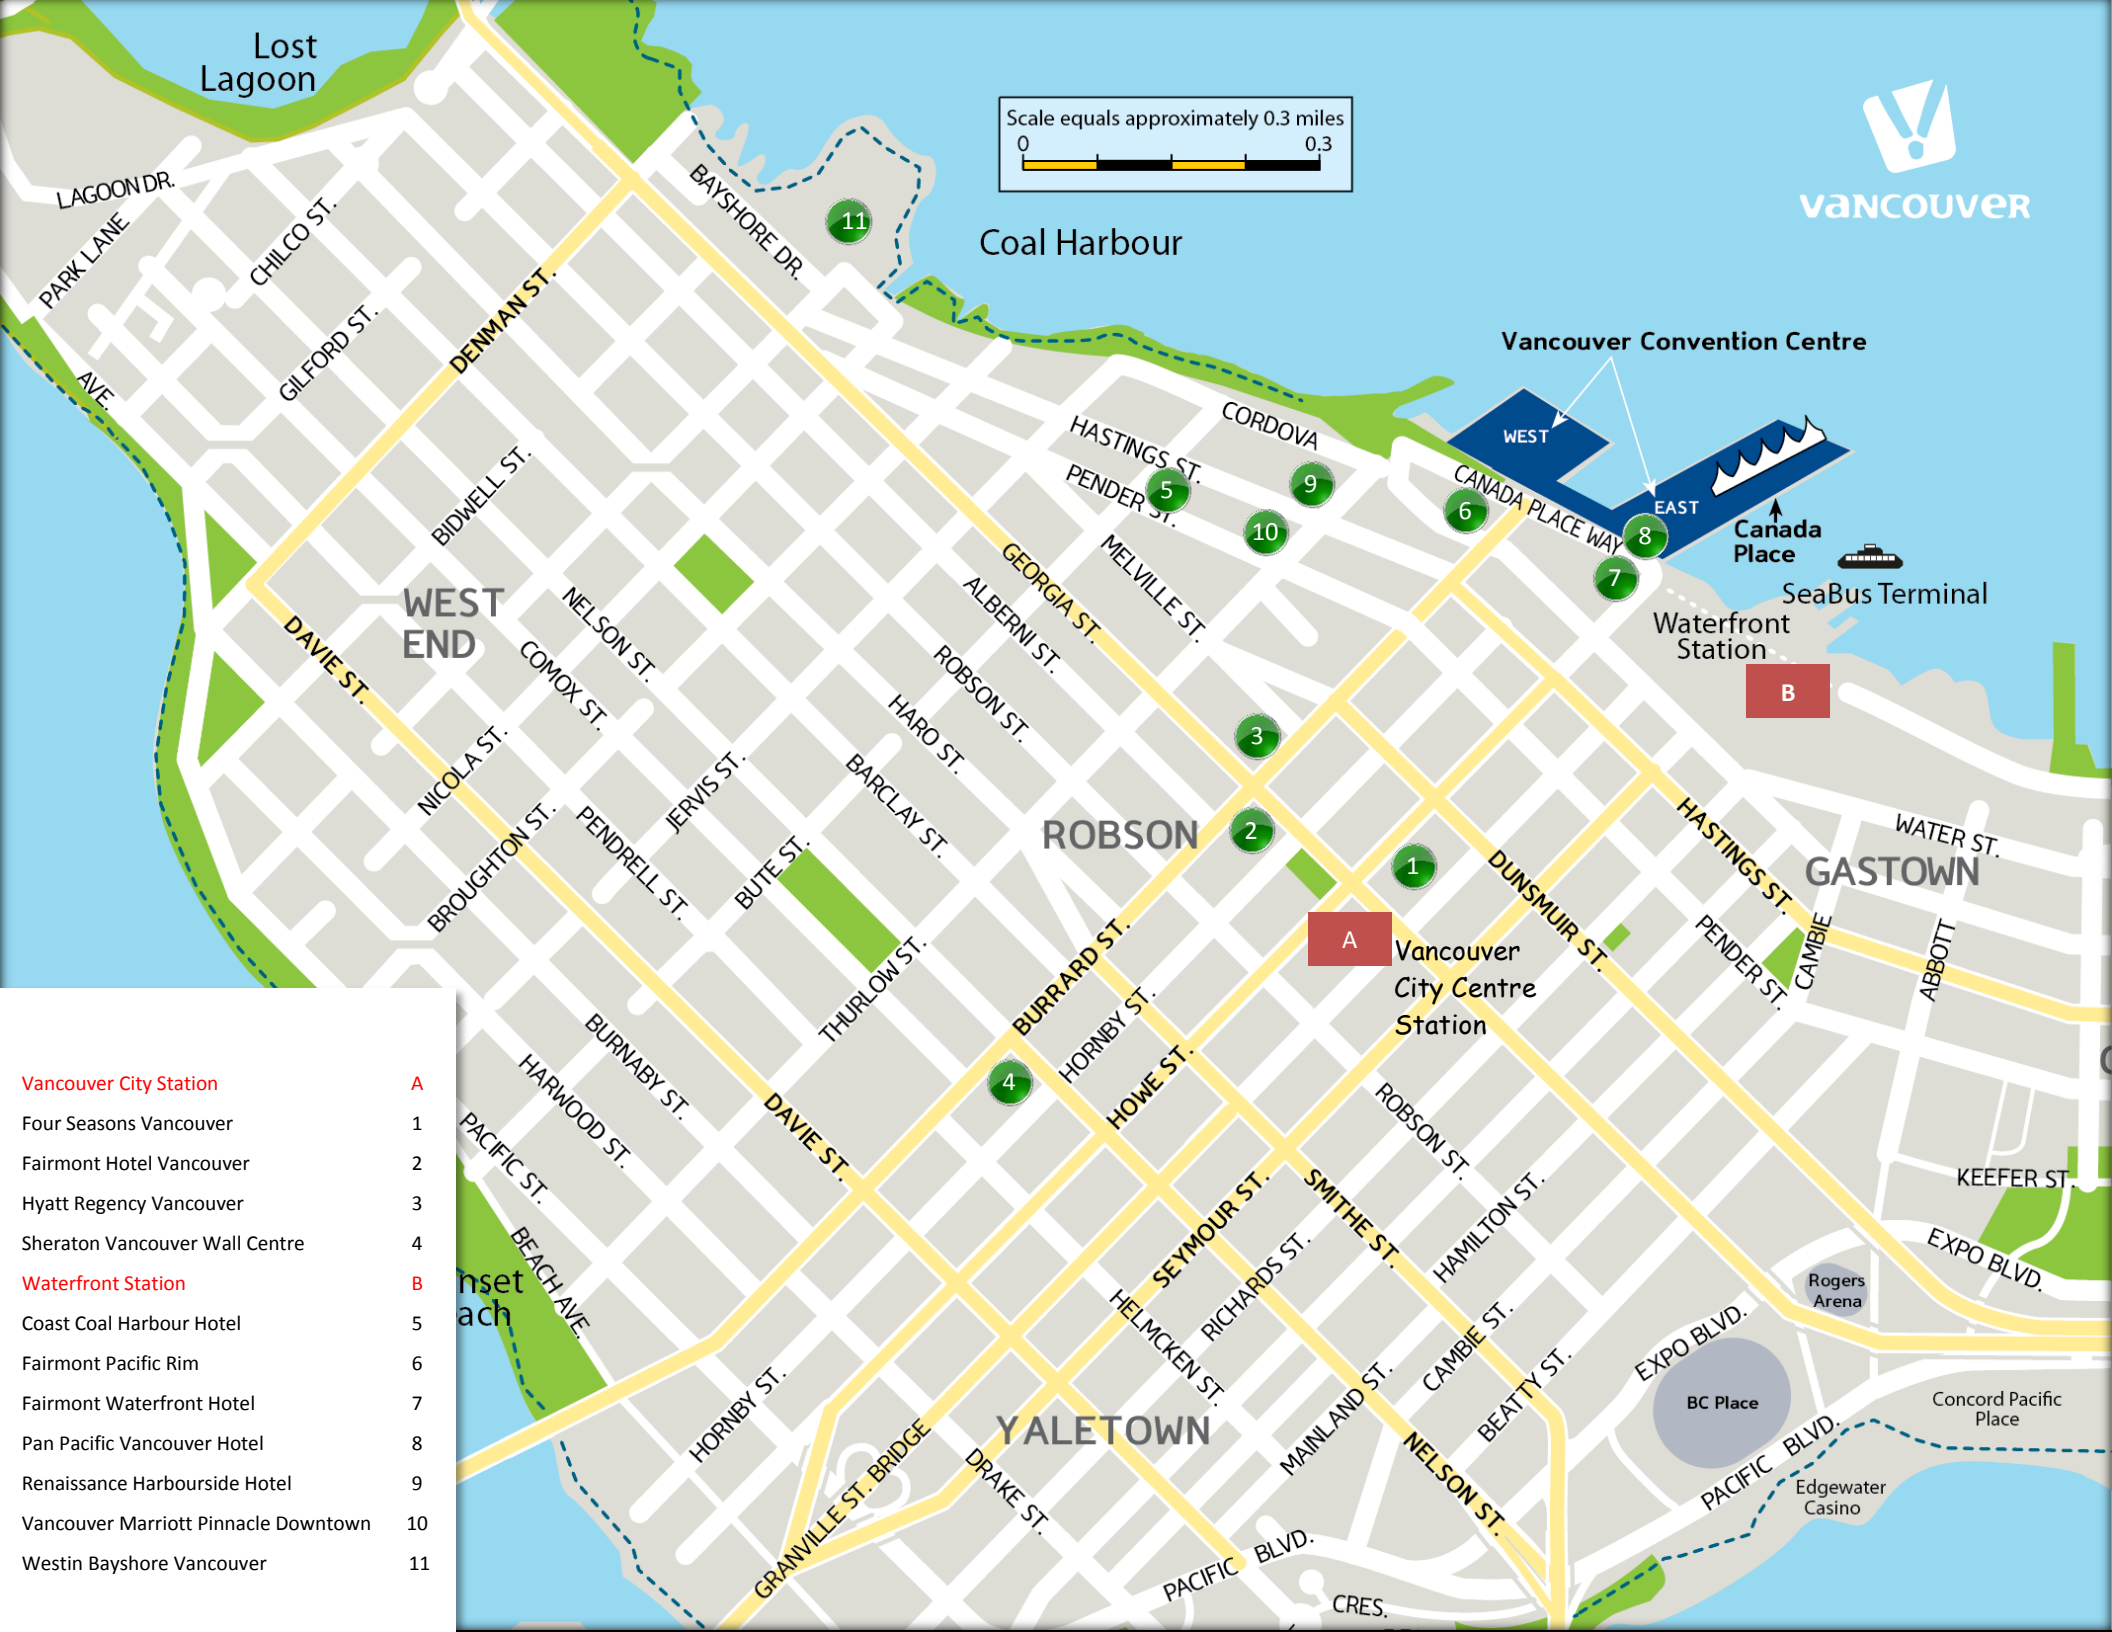 Lost
Lagoon
Scale equals approximately 0.3 miles
0 0.3
VANCOUVER
LAGOON DR.
PARK LANE
CHILCO ST.
BAYSHORE DR.
11
Coal Harbour
GILFORD ST.
DENMAN ST.
AVE.
Vancouver Convention Centre
WEST
EAST
CORDOVA
HASTINGS ST.
PENDER ST.
5
9
10
6
CANADA PLACE WAY
8
7
Canada
Place
SeaBus Terminal
Waterfront
Station
B
BIDWELL ST.
WEST
END
DAVIE ST.
NELSON ST.
COMOX ST.
GEORGIA ST.
ALBERNI ST.
MELVILLE ST.
ROBSON ST.
HARO ST.
BARCLAY ST.
NICOLA ST.
JERVIS ST.
BROUGHTON ST.
PENDRELL ST.
BUTE ST.
THURLOW ST.
3
2
1
ROBSON
A
Vancouver
City Centre
Station
DUNSMUIR ST.
HASTINGS ST.
WATER ST.
GASTOWN
PENDER ST.
CAMBIE
ABBOTT
BURRARD ST.
HORNBY ST.
HOWE ST.
4
BURNABY ST.
HARWOOD ST.
PACIFIC ST.
DAVIE ST.
BEACH AVE.
nset
ach
ROBSON ST.
SMITHE ST.
SEYMOUR ST.
RICHARDS ST.
HAMILTON ST.
HELMCKEN ST.
MAINLAND ST.
CAMBIE ST.
BEATTY ST.
KEEFER ST.
EXPO BLVD.
Rogers
Arena
EXPO BLVD.
BC Place
PACIFIC BLVD.
Concord Pacific
Place
Edgewater
Casino
HORNBY ST.
GRANVILLE ST. BRIDGE
YALETOWN
DRAKE ST.
NELSON ST.
PACIFIC BLVD.
CRES.
Vancouver City Station A
Four Seasons Vancouver 1
Fairmont Hotel Vancouver 2
Hyatt Regency Vancouver 3
Sheraton Vancouver Wall Centre 4
Waterfront Station B
Coast Coal Harbour Hotel 5
Fairmont Pacific Rim 6
Fairmont Waterfront Hotel 7
Pan Pacific Vancouver Hotel 8
Renaissance Harbourside Hotel 9
Vancouver Marriott Pinnacle Downtown 10
Westin Bayshore Vancouver 11